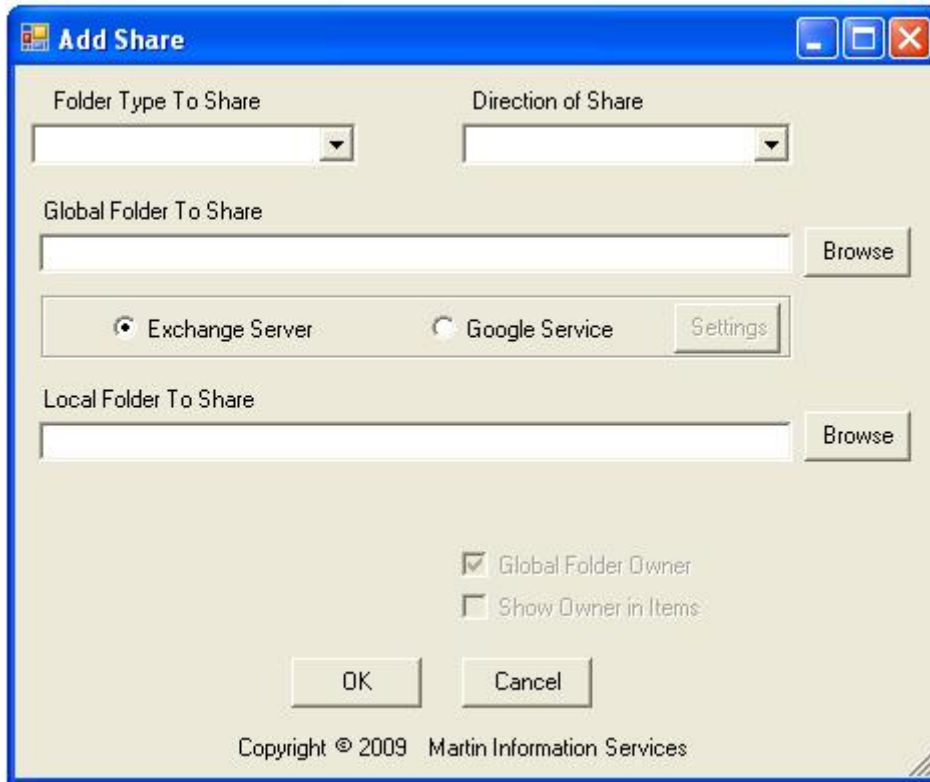 Add Share
Folder Type To Share Direction of Share
Global Folder To Share
Browse
Exchange Server Google Service Settings
Local Folder To Share
Browse
Global Folder Owner
Show Owner in Items
OK Cancel
Copyright © 2009 Martin Information Services